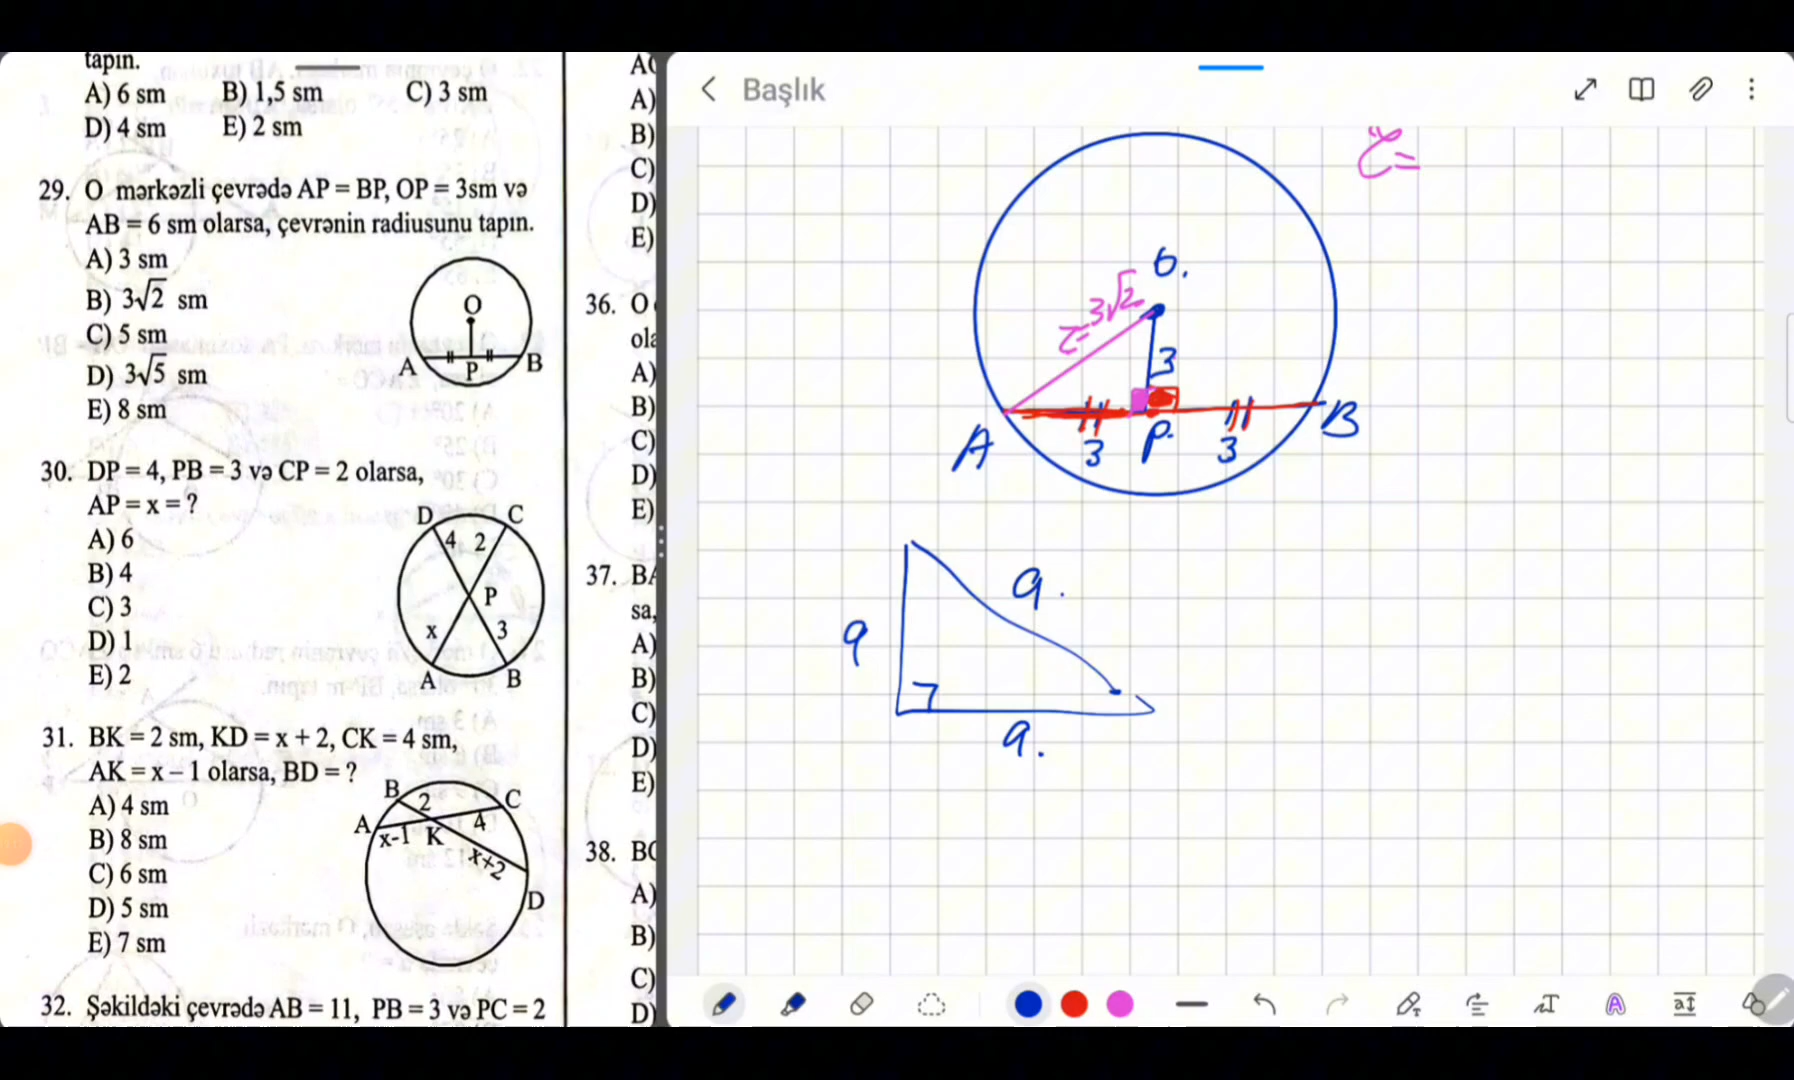 tapın.
A) 6 sm B) 1,5 sm C) 3 sm
D) 4 sm E) 2 sm
29. O mərkəzli çevrədə AP = BP, OP = 3sm və
AB = 6 sm olarsa, çevrənin radiusunu tapın.
A) 3 sm
B) 3√2 sm
C) 5 sm
D) 3√5 sm
E) 8 sm
O
A P B
30. DP = 4, PB = 3 və CP = 2 olarsa,
AP = x = ?
A) 6
B) 4
C) 3
D) 1
E) 2
D C
4 2
P
x 3
A B
31. BK = 2 sm, KD = x + 2, CK = 4 sm,
AK = x – 1 olarsa, BD = ?
A) 4 sm
B) 8 sm
C) 6 sm
D) 5 sm
E) 7 sm
B 2 C
A 4
x-1 K
x+2
D
32. Şəkildəki çevrədə AB = 11, PB = 3 və PC = 2
A)
B)
C)
D)
E)
36. O
ola
A)
B)
C)
D)
E)
37. BA
sa,
A)
B)
C)
D)
E)
38. BC
A)
B)
C)
D)
Başlık
3√2
3
A 3 P. 3 B
a.
a
a.